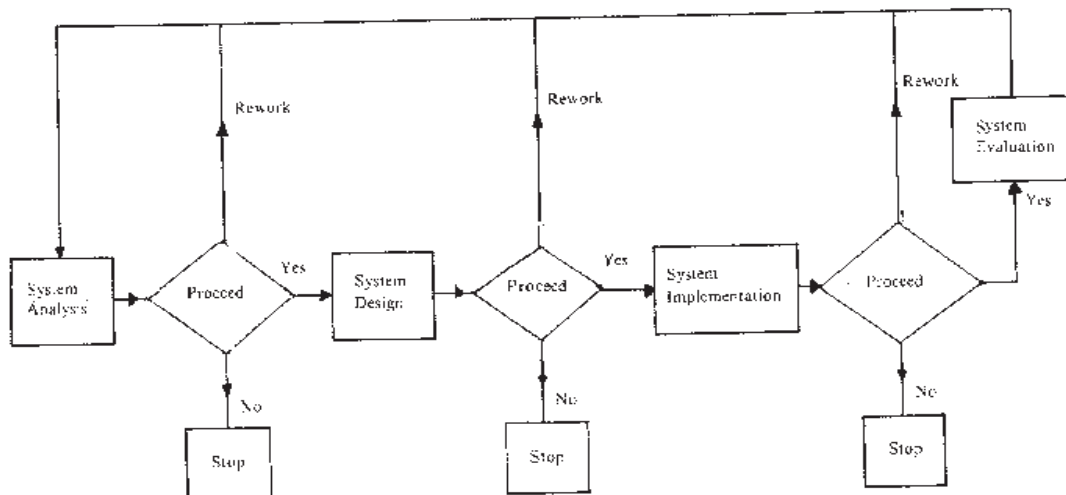 Rework
Rework
Rework
System
Evaluation
Yes
System
Analysis
Proceed
Yes
System
Design
Proceed
Yes
System
Implementation
Proceed
No
Stop
No
Stop
No
Stop